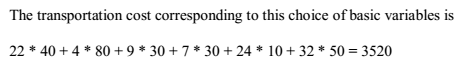 The transportation cost corresponding to this choice of basic variables is
22 * 40 + 4 * 80 + 9 * 30 + 7 * 30 + 24 * 10 + 32 * 50 = 3520